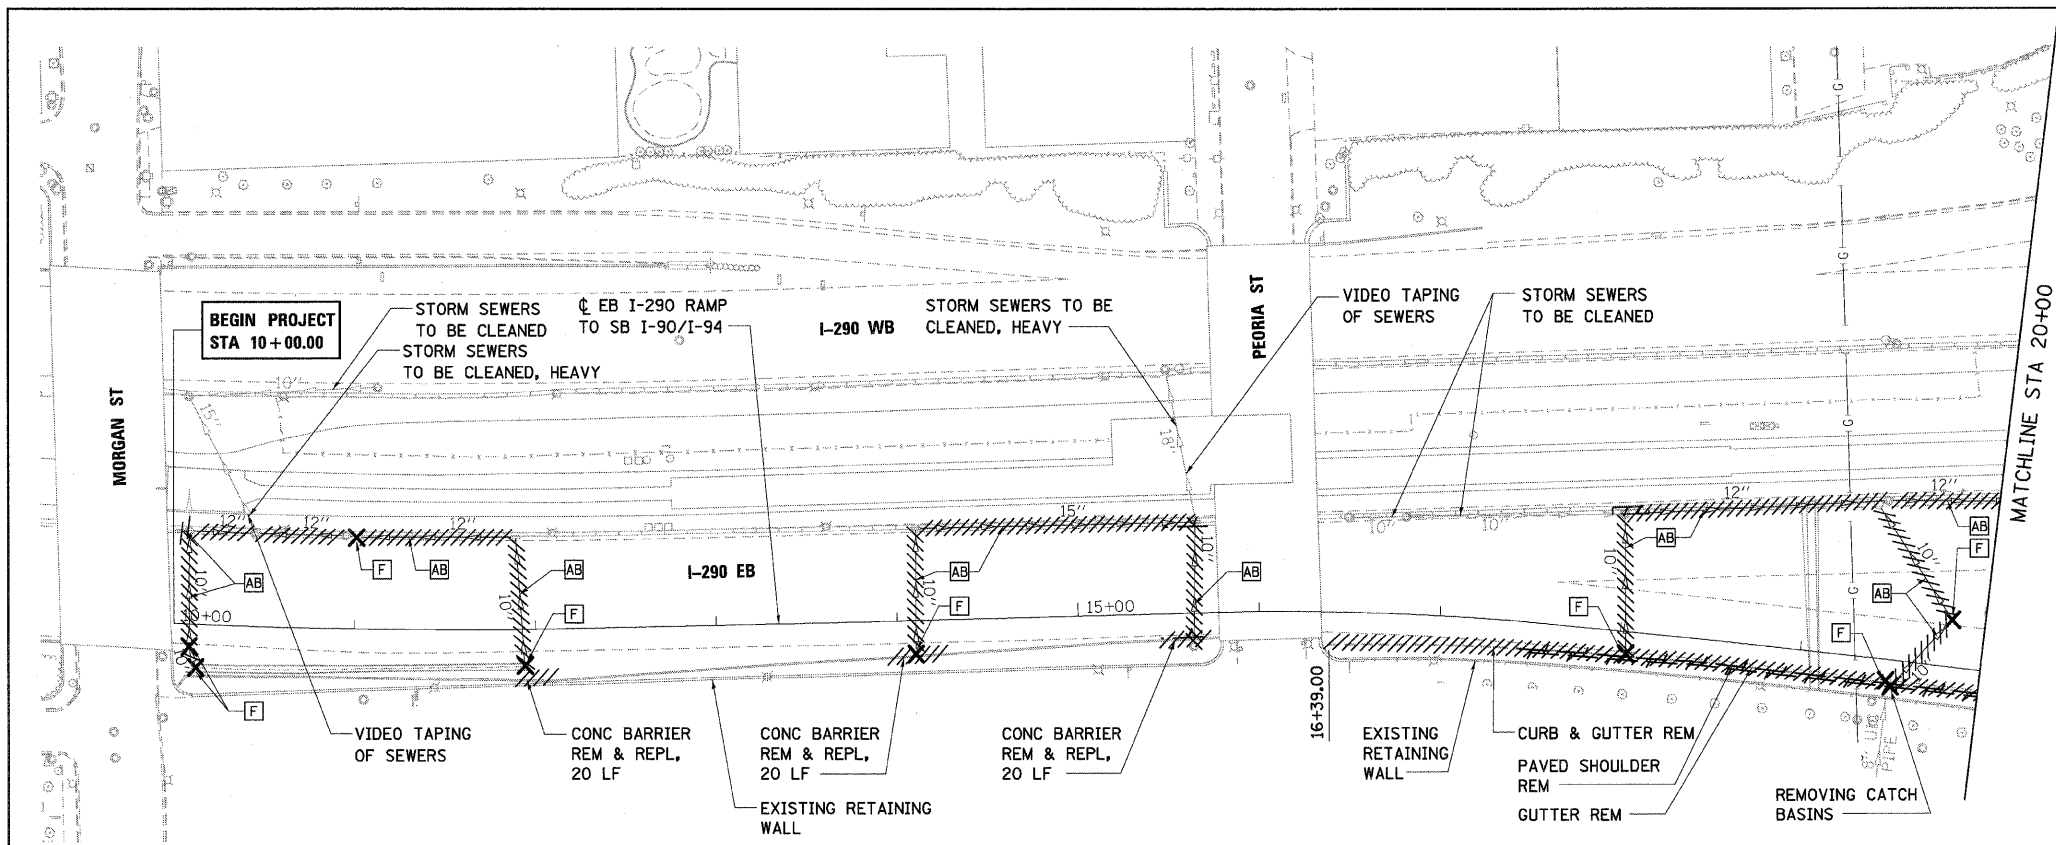 BEGIN PROJECT
STA 10+00.00
STORM SEWERS
TO BE CLEANED
STORM SEWERS
TO BE CLEANED, HEAVY
℄ EB I-290 RAMP
TO SB I-90/I-94
I-290 WB
STORM SEWERS TO BE
CLEANED, HEAVY
PEORIA ST
VIDEO TAPING
OF SEWERS
STORM SEWERS
TO BE CLEANED
MATCHLINE STA 20+00
MORGAN ST
G
G
G
G
G
10"
15"
18"
12"
12"
12"
15"
10"
10"
12"
12"
AB
F
AB
AB
I-290 EB
AB
AB
AB
AB
F
AB
10"
10"
10"
10"
10"
10"
0+00
15+00
F
F
F
F
F
16+39.00
VIDEO TAPING
OF SEWERS
CONC BARRIER
REM & REPL,
20 LF
CONC BARRIER
REM & REPL,
20 LF
CONC BARRIER
REM & REPL,
20 LF
EXISTING RETAINING
WALL
EXISTING
RETAINING
WALL
CURB & GUTTER REM
PAVED SHOULDER
REM
GUTTER REM
8" UG
PIPE
REMOVING CATCH
BASINS